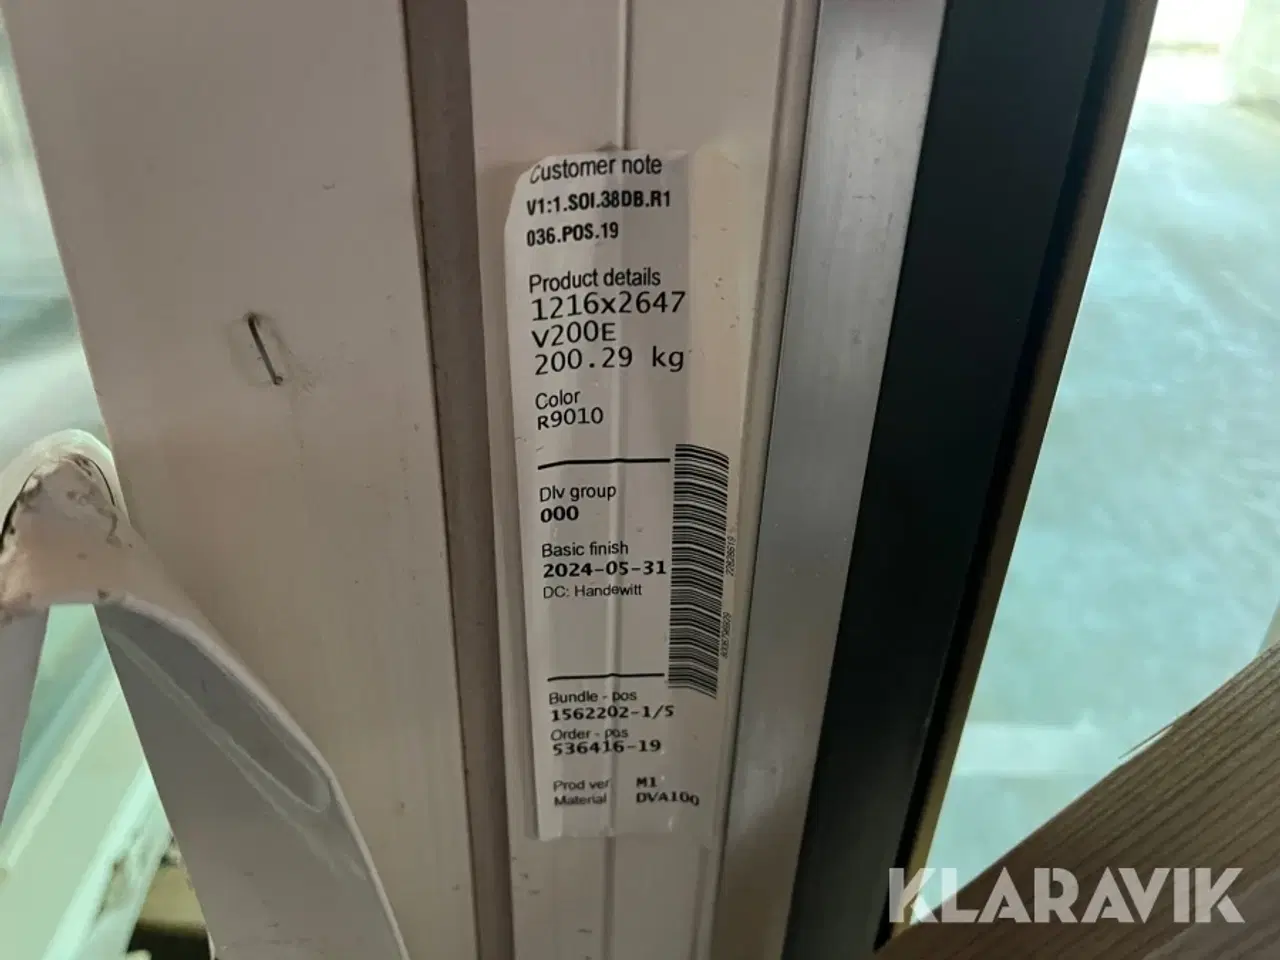 Customer note
V1:1.SOI.38DB.R1
036.POS.19
Product details
1216x2647
V200E
200.29 kg
Color
R9010
Dlv group
000
Basic finish
2024-05-31
DC: Handewitt
Bundle - pos
1562202-1/5
Order - pos
536416-19
Prod ver M1
Material DVA100
KLARAVIK